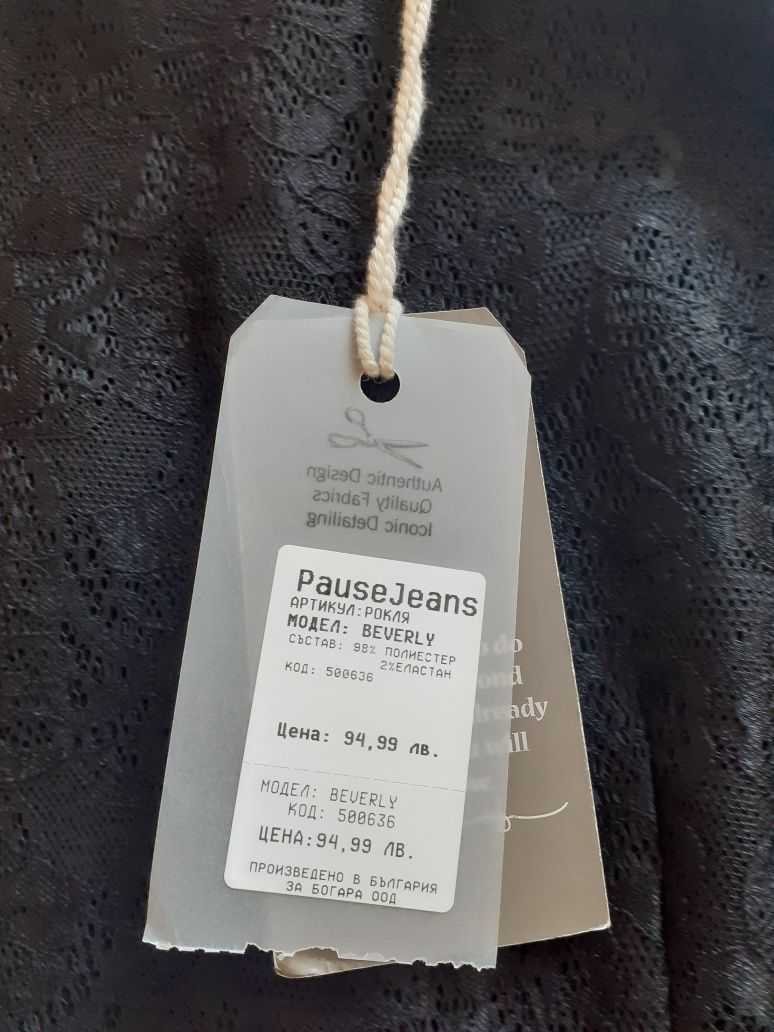 Authentic Design
Quality Fabrics
Iconic Detailing
PauseJeans
АРТИКУЛ:РОКЛЯ
МОДЕЛ: BEVERLY
СЪСТАВ: 98% ПОЛИЕСТЕР
2%ЕЛАСТАН
КОД: 500636
Цена: 94,99 лв.
МОДЕЛ: BEVERLY
КОД: 500636
ЦЕНА:94,99 ЛВ.
ПРОИЗВЕДЕНО В БЪЛГАРИЯ
ЗА БОГАРА ООД
do